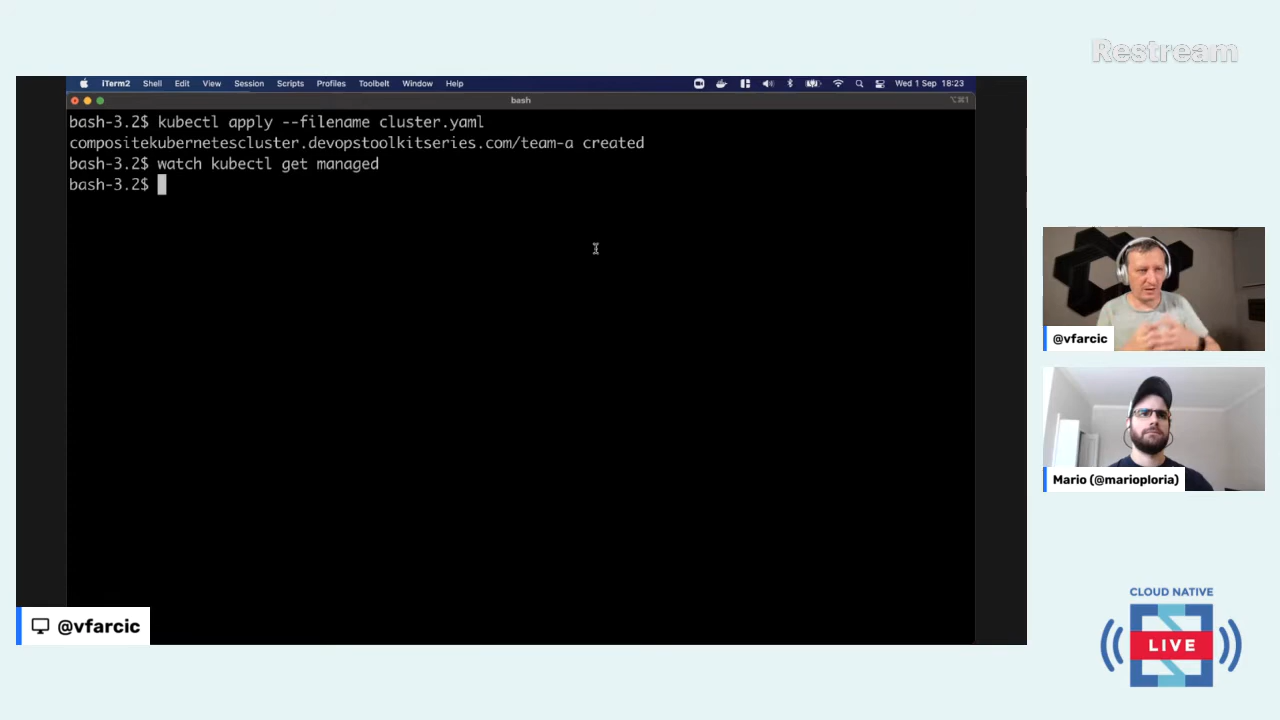 Restream
iTerm2 Shell Edit View Session Scripts Profiles Toolbelt Window Help Wed 1 Sep 18:23
bash ⌥⌘1
bash-3.2$ kubectl apply --filename cluster.yaml
compositekubernetescluster.devopstoolkitseries.com/team-a created
bash-3.2$ watch kubectl get managed
bash-3.2$
@vfarcic
Mario (@marioploria)
@vfarcic
CLOUD NATIVE
LIVE